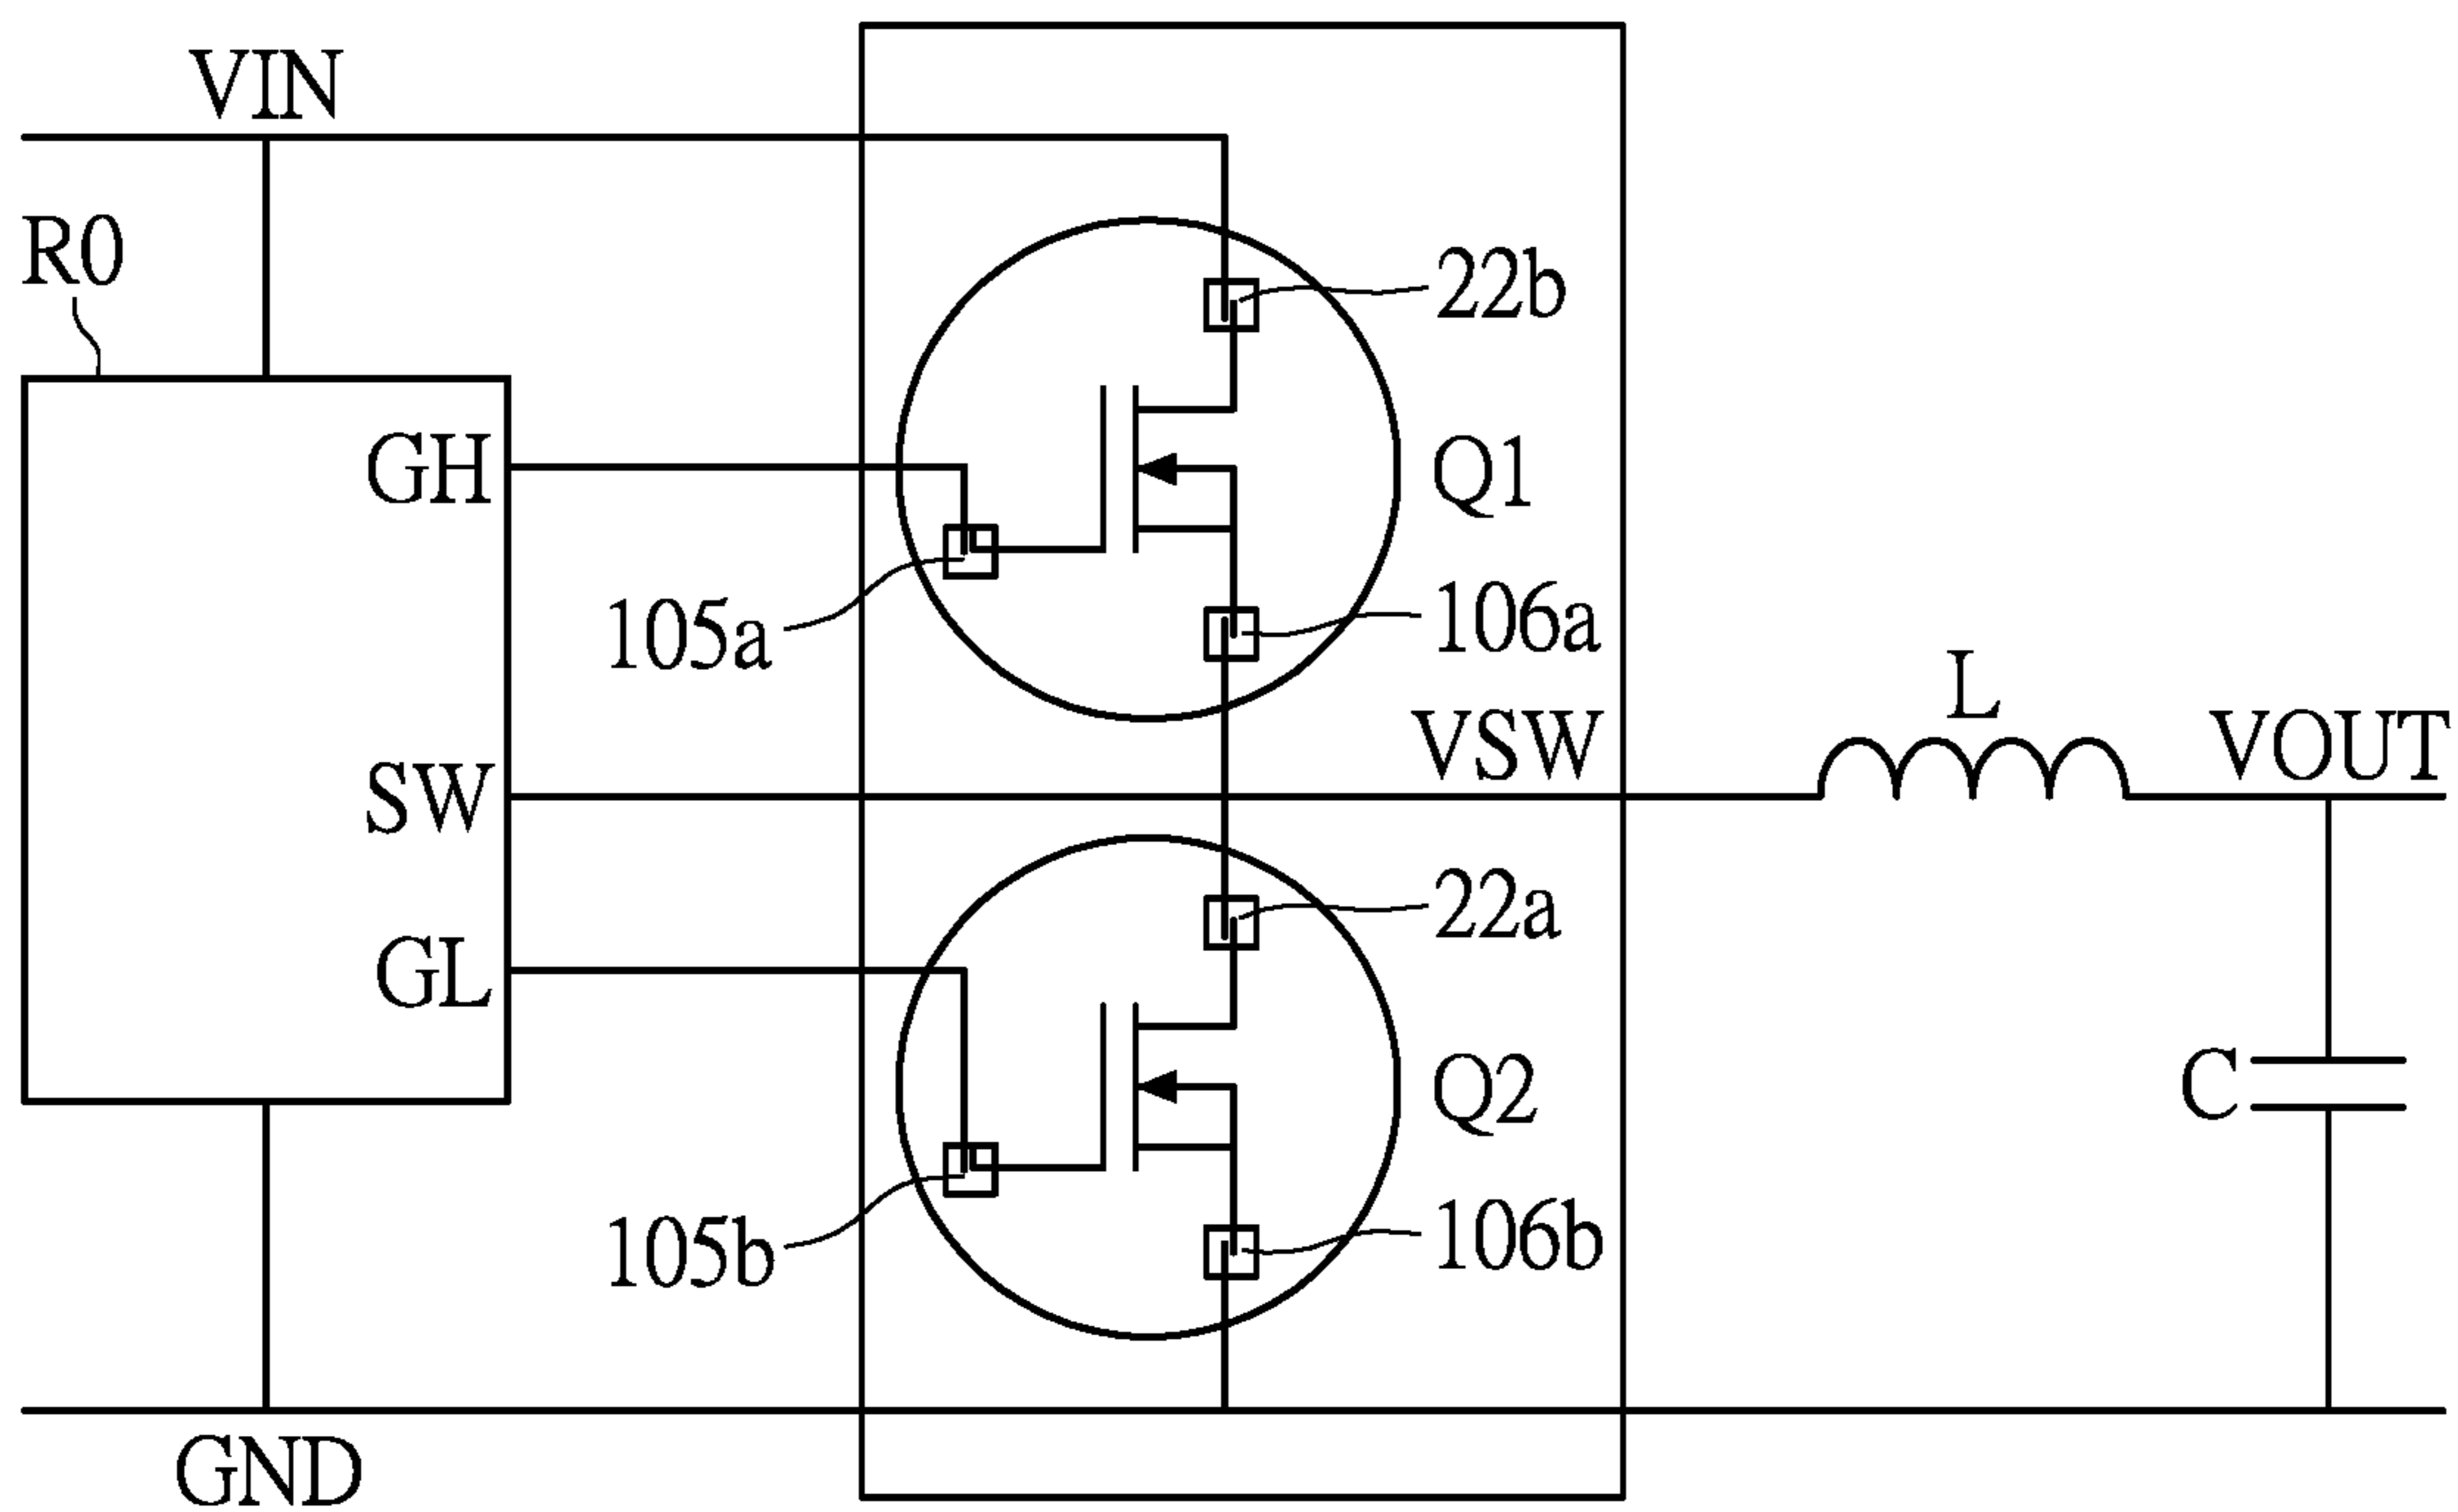 VIN
R0
22b
GH
Q1
105a
106a
L
VSW
VOUT
SW
22a
GL
Q2
C
105b
106b
GND